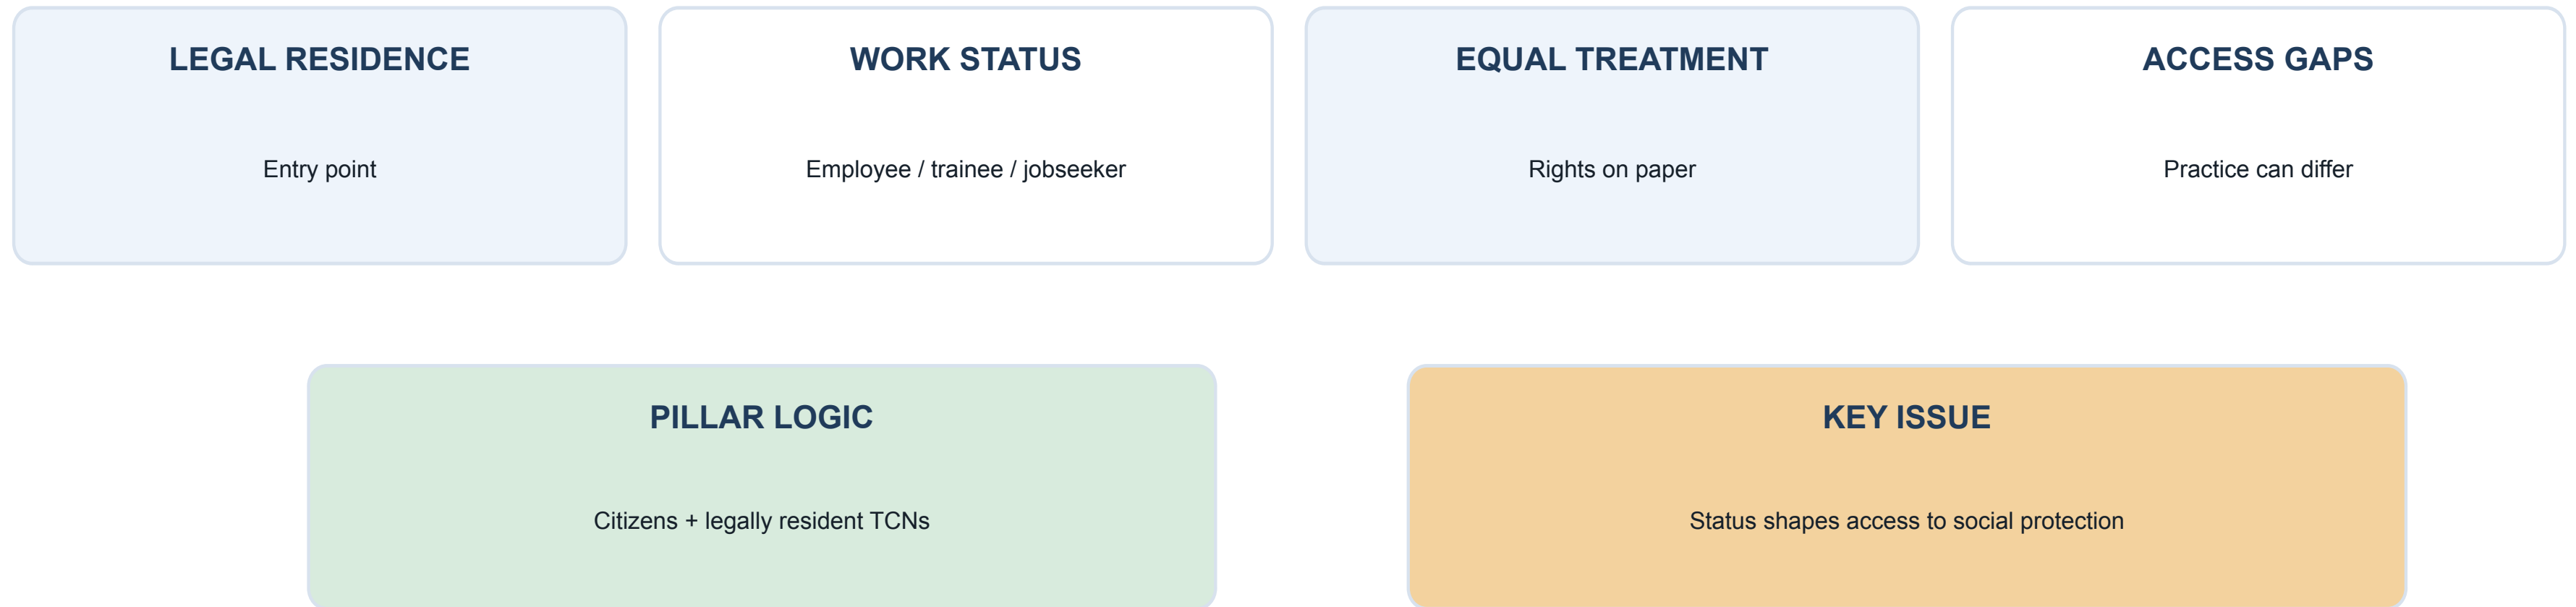 LEGAL RESIDENCE
Entry point
WORK STATUS
Employee / trainee / jobseeker
EQUAL TREATMENT
Rights on paper
ACCESS GAPS
Practice can differ
PILLAR LOGIC
Citizens + legally resident TCNs
KEY ISSUE
Status shapes access to social protection